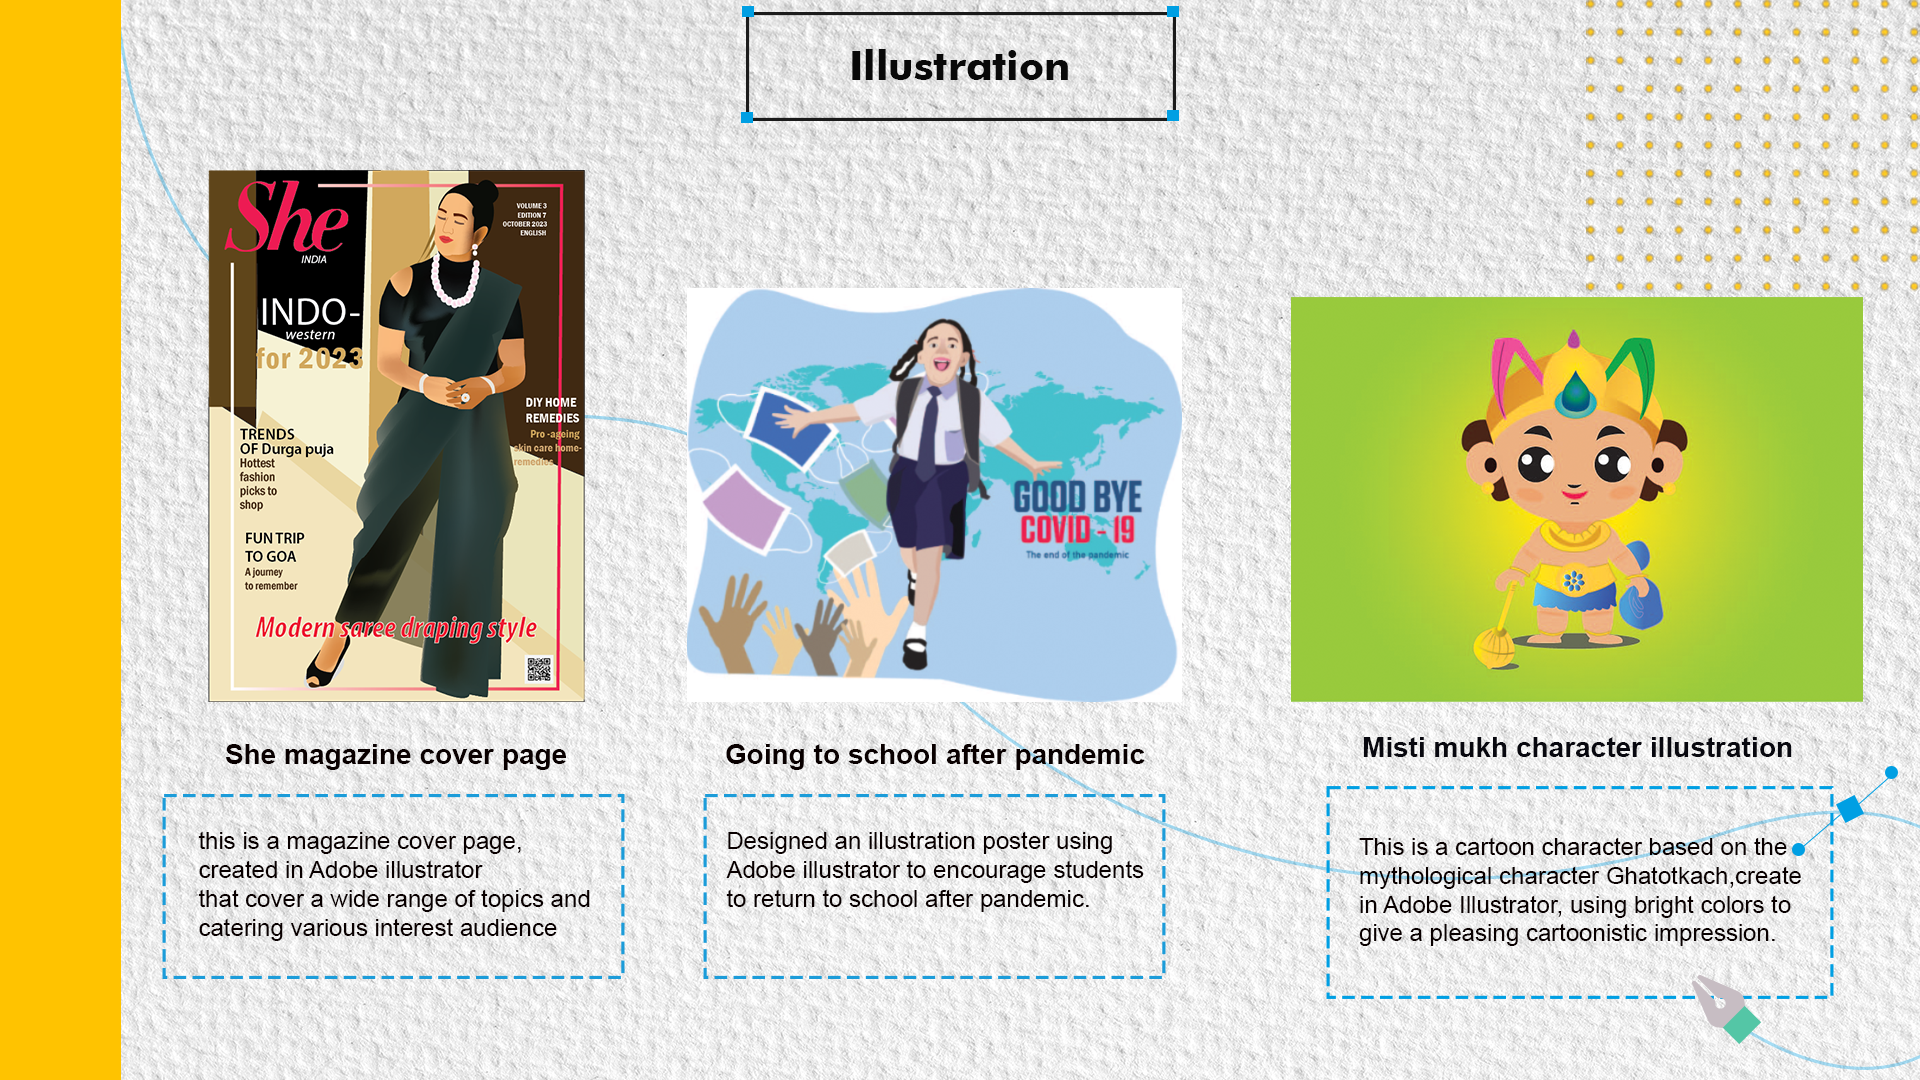 Illustration
She
INDIA
VOLUME 3
EDITION 7
OCTOBER 2023
ENGLISH
INDO-
western
for 2023
DIY HOME
REMEDIES
Pro -ageing
skin care home-
remedies
TRENDS
OF Durga puja
Hottest
fashion
picks to
shop
FUN TRIP
TO GOA
A journey
to remember
Modern saree draping style
GOOD BYE
COVID - 19
The end of the pandemic
She magazine cover page
this is a magazine cover page,
created in Adobe illustrator
that cover a wide range of topics and
catering various interest audience
Going to school after pandemic
Designed an illustration poster using
Adobe illustrator to encourage students
to return to school after pandemic.
Misti mukh character illustration
This is a cartoon character based on the
mythological character Ghatotkach,create
in Adobe Illustrator, using bright colors to
give a pleasing cartoonistic impression.